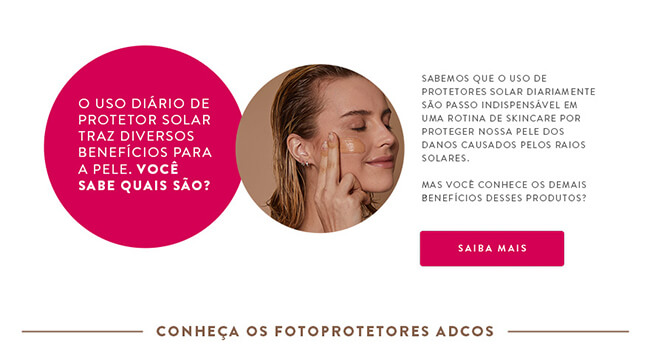 O USO DIÁRIO DE
PROTETOR SOLAR
TRAZ DIVERSOS
BENEFÍCIOS PARA
A PELE. VOCÊ
SABE QUAIS SÃO?
SABEMOS QUE O USO DE
PROTETORES SOLAR DIARIAMENTE
SÃO PASSO INDISPENSÁVEL EM
UMA ROTINA DE SKINCARE POR
PROTEGER NOSSA PELE DOS
DANOS CAUSADOS PELOS RAIOS
SOLARES.
MAS VOCÊ CONHECE OS DEMAIS
BENEFÍCIOS DESSES PRODUTOS?
SAIBA MAIS
CONHEÇA OS FOTOPROTETORES ADCOS